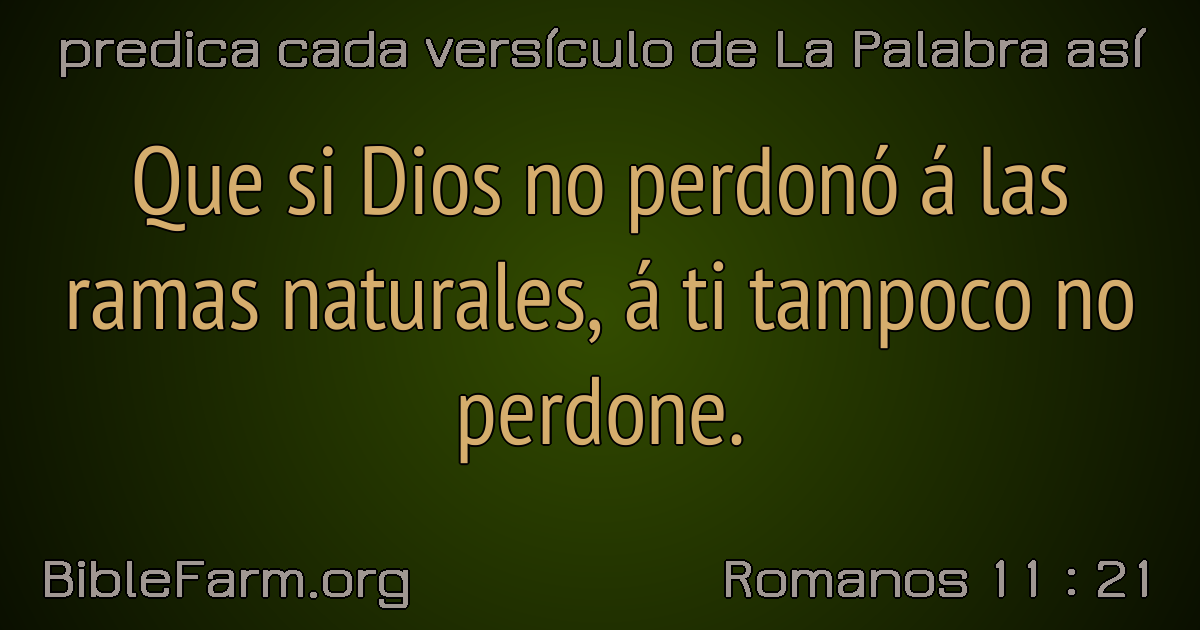 predica cada versículo de La Palabra así
Que si Dios no perdonó á las
ramas naturales, á ti tampoco no
perdone.
BibleFarm.org
Romanos 11 : 21